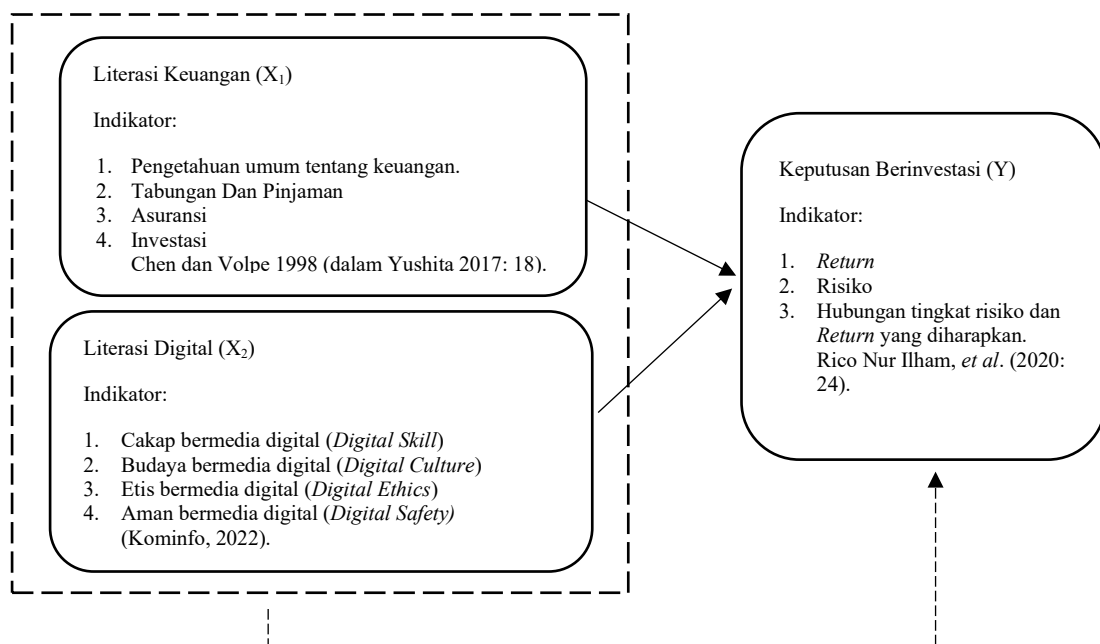 Literasi Keuangan (X₁)
Indikator:
1. Pengetahuan umum tentang keuangan.
2. Tabungan Dan Pinjaman
3. Asuransi
4. Investasi
Chen dan Volpe 1998 (dalam Yushita 2017: 18).
Literasi Digital (X₂)
Indikator:
1. Cakap bermedia digital (Digital Skill)
2. Budaya bermedia digital (Digital Culture)
3. Etis bermedia digital (Digital Ethics)
4. Aman bermedia digital (Digital Safety)
(Kominfo, 2022).
Keputusan Berinvestasi (Y)
Indikator:
1. Return
2. Risiko
3. Hubungan tingkat risiko dan
Return yang diharapkan.
Rico Nur Ilham, et al. (2020:
24).